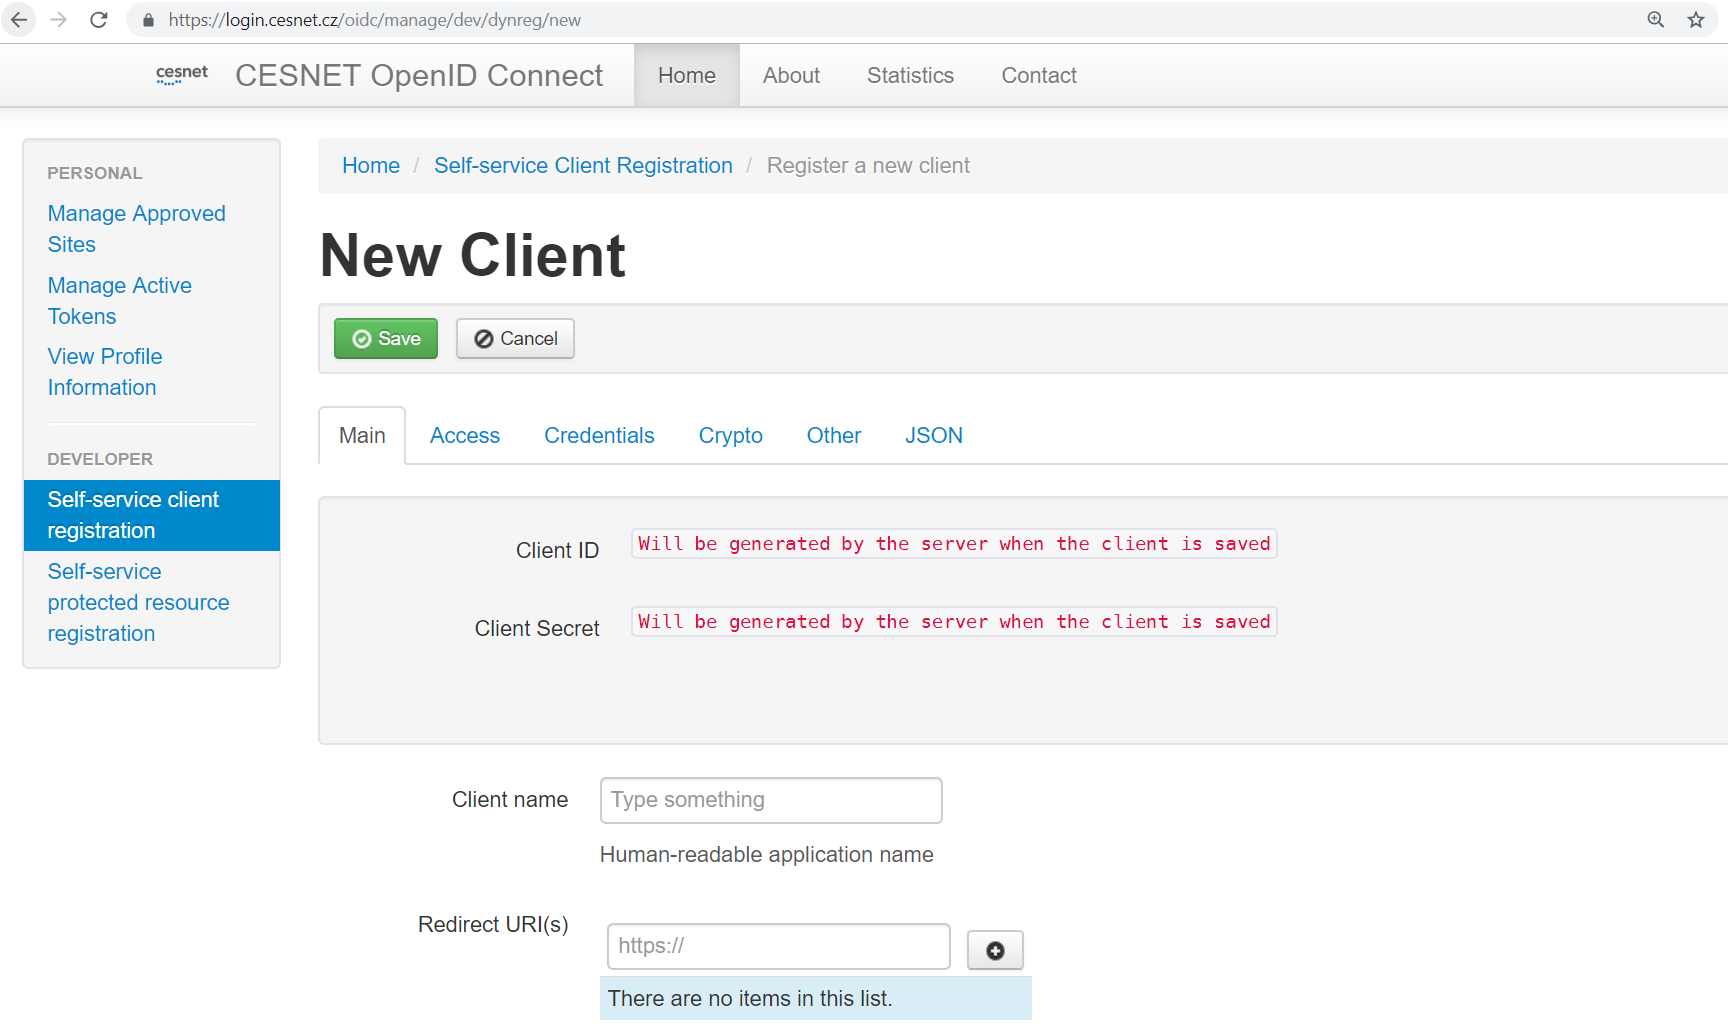 https://login.cesnet.cz/oidc/manage/dev/dynreg/new
cesnet CESNET OpenID Connect Home About Statistics Contact
PERSONAL
Manage Approved
Sites
Manage Active
Tokens
View Profile
Information
DEVELOPER
Self-service client
registration
Self-service
protected resource
registration
Home / Self-service Client Registration / Register a new client
New Client
Save Cancel
Main Access Credentials Crypto Other JSON
Client ID Will be generated by the server when the client is saved
Client Secret Will be generated by the server when the client is saved
Client name Type something
Human-readable application name
Redirect URI(s) https://
There are no items in this list.